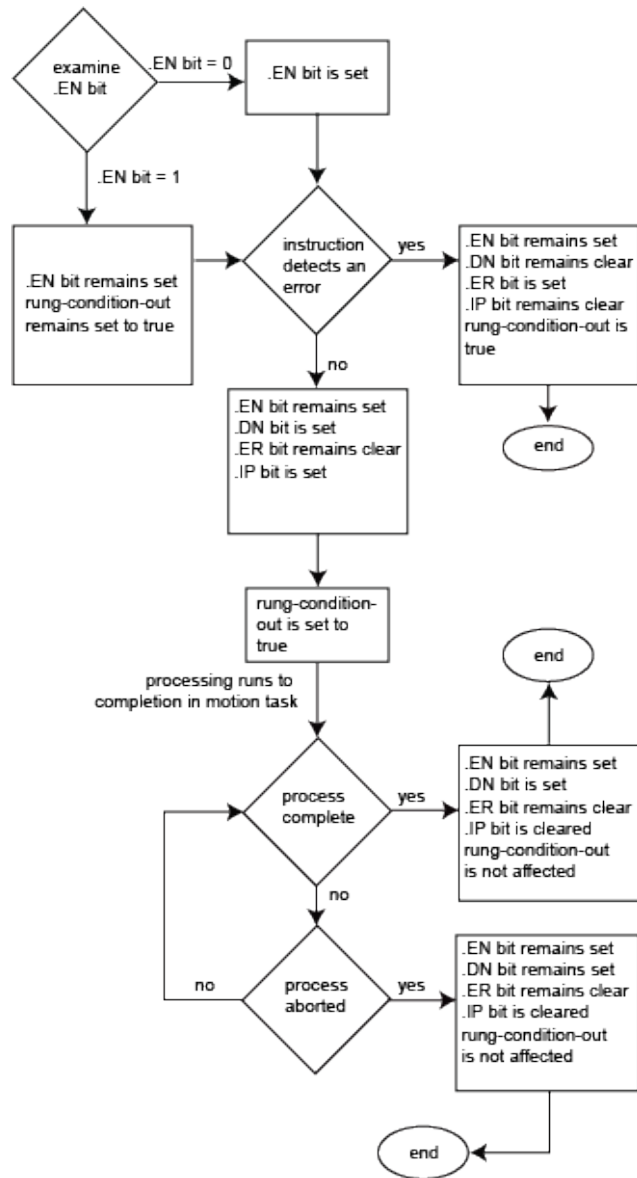 examine
.EN bit
.EN bit = 0
.EN bit is set
.EN bit = 1
.EN bit remains set
rung-condition-out
remains set to true
instruction
detects an
error
yes
.EN bit remains set
.DN bit remains clear
.ER bit is set
.IP bit remains clear
rung-condition-out is
true
end
no
.EN bit remains set
.DN bit is set
.ER bit remains clear
.IP bit is set
rung-condition-
out is set to
true
processing runs to
completion in motion task
process
complete
yes
.EN bit remains set
.DN bit is set
.ER bit remains clear
.IP bit is cleared
rung-condition-out
is not affected
end
no
process
aborted
no
yes
.EN bit remains set
.DN bit remains set
.ER bit remains clear
.IP bit is cleared
rung-condition-out
is not affected
end